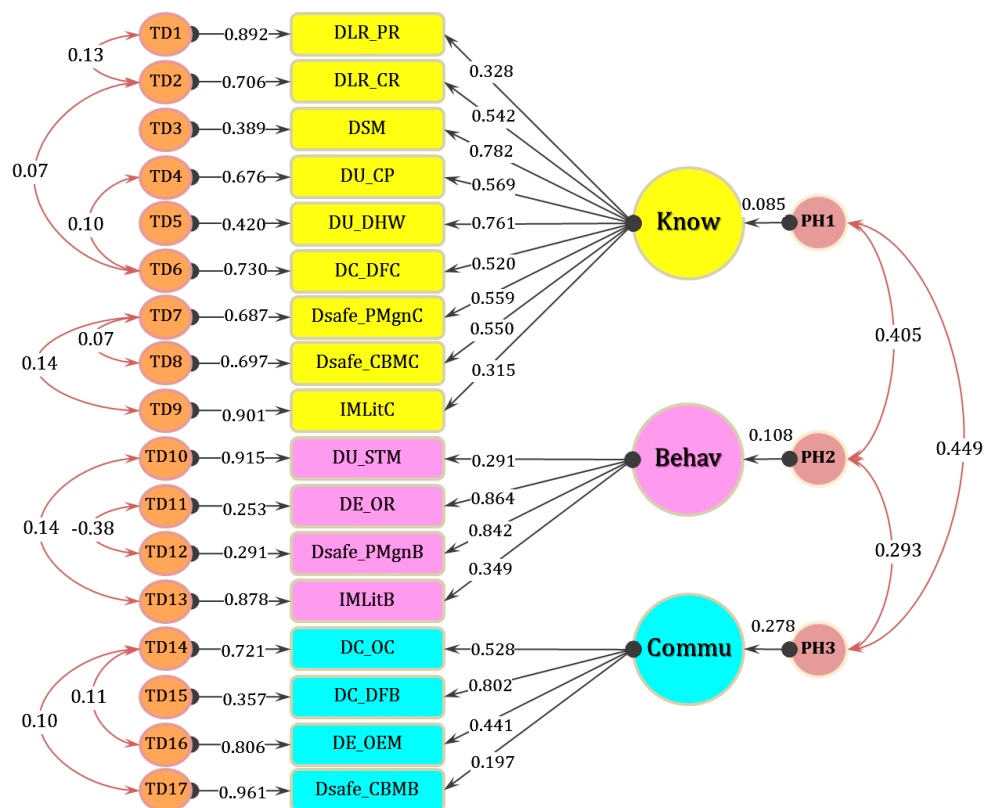 TD1 0.892 DLR_PR
0.13
0.328
TD2 0.706 DLR_CR
0.542
TD3 0.389 DSM
0.782
0.07
TD4 0.676 DU_CP
0.569
0.10
TD5 0.420 DU_DHW
0.761
Know 0.085 PH1
TD6 0.730 DC_DFC
0.520
TD7 0.687 Dsafe_PMgnC
0.559
0.07
0.14
TD8 0..697 Dsafe_CBMC
0.550
0.405
TD9 0.901 IMLitC
0.315
TD10 0.915 DU_STM
0.291
Behav 0.108 PH2
0.449
TD11 0.253 DE_OR
0.864
0.14 -0.38
TD12 0.291 Dsafe_PMgnB
0.842
0.293
TD13 0.878 IMLitB
0.349
TD14 0.721 DC_OC
0.528
Commu 0.278 PH3
TD15 0.357 DC_DFB
0.802
0.11
0.10
TD16 0.806 DE_OEM
0.441
TD17 0..961 Dsafe_CBMB
0.197